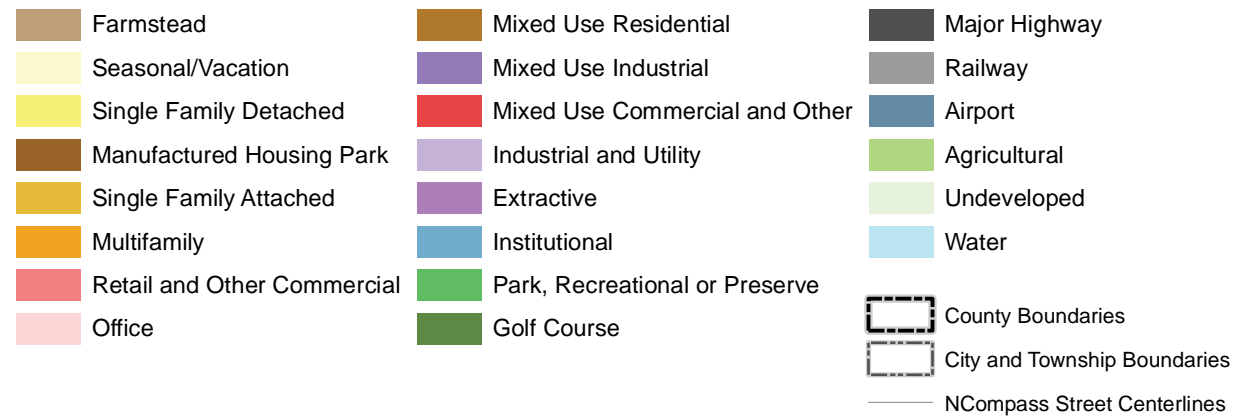 Farmstead
Seasonal/Vacation
Single Family Detached
Manufactured Housing Park
Single Family Attached
Multifamily
Retail and Other Commercial
Office
Mixed Use Residential
Mixed Use Industrial
Mixed Use Commercial and Other
Industrial and Utility
Extractive
Institutional
Park, Recreational or Preserve
Golf Course
Major Highway
Railway
Airport
Agricultural
Undeveloped
Water
County Boundaries
City and Township Boundaries
NCompass Street Centerlines